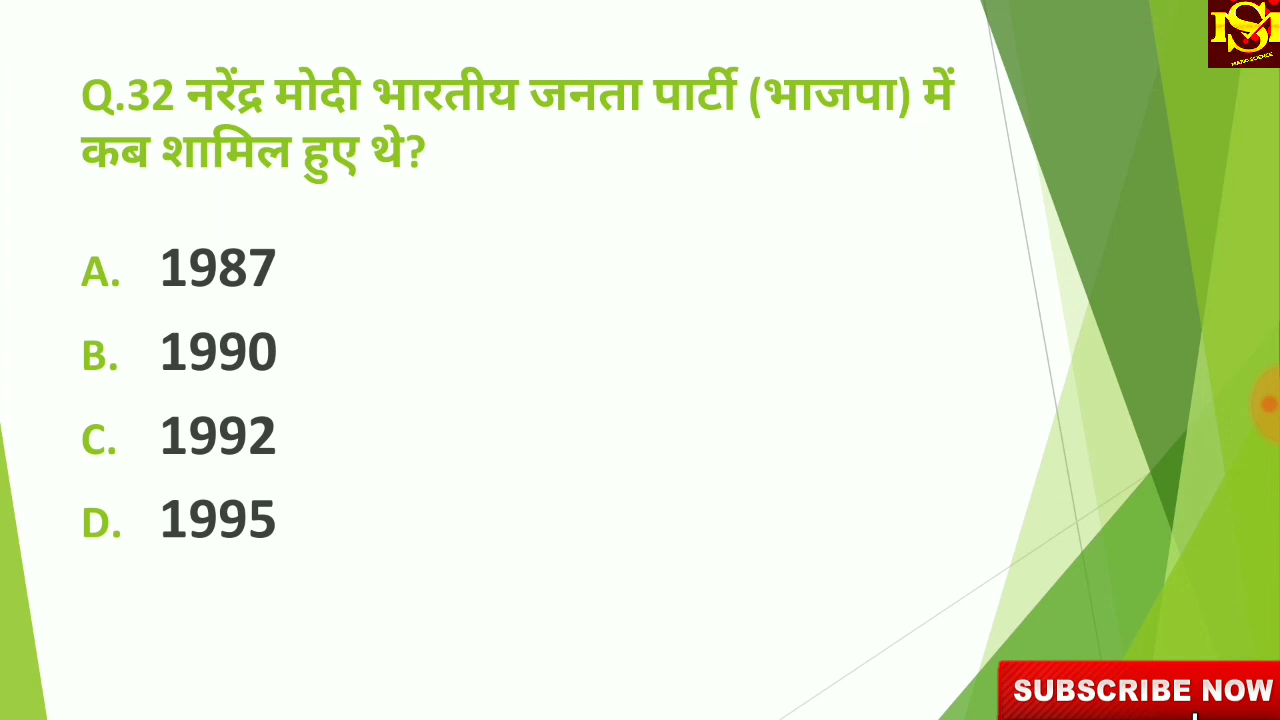 Q.32 नरेंद्र मोदी भारतीय जनता पार्टी (भाजपा) में
कब शामिल हुए थे?
A. 1987
B. 1990
C. 1992
D. 1995
SUBSCRIBE NOW